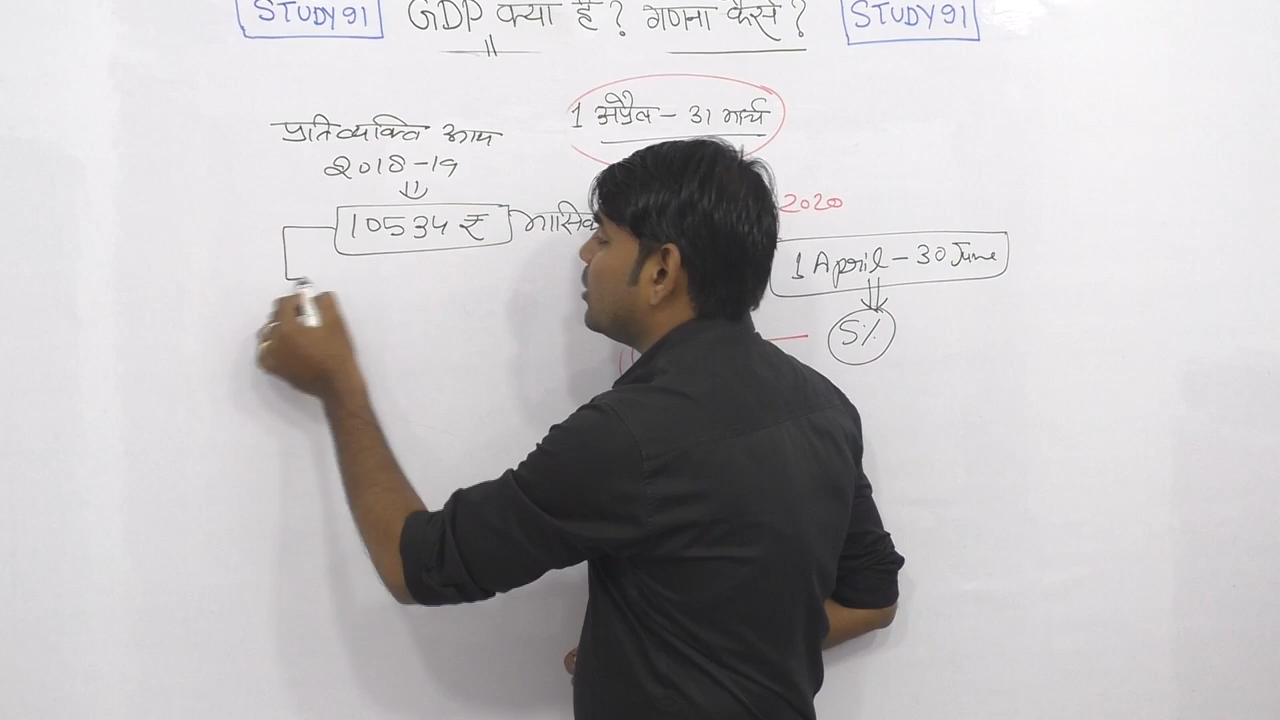 STUDY91 GDP क्या है? गणना कैसे? STUDY91
1 अप्रैल - 31 मार्च
प्रतिव्यक्ति आय
2018-19
10534 ₹ मासिक
2020
1 April - 30 June
5%